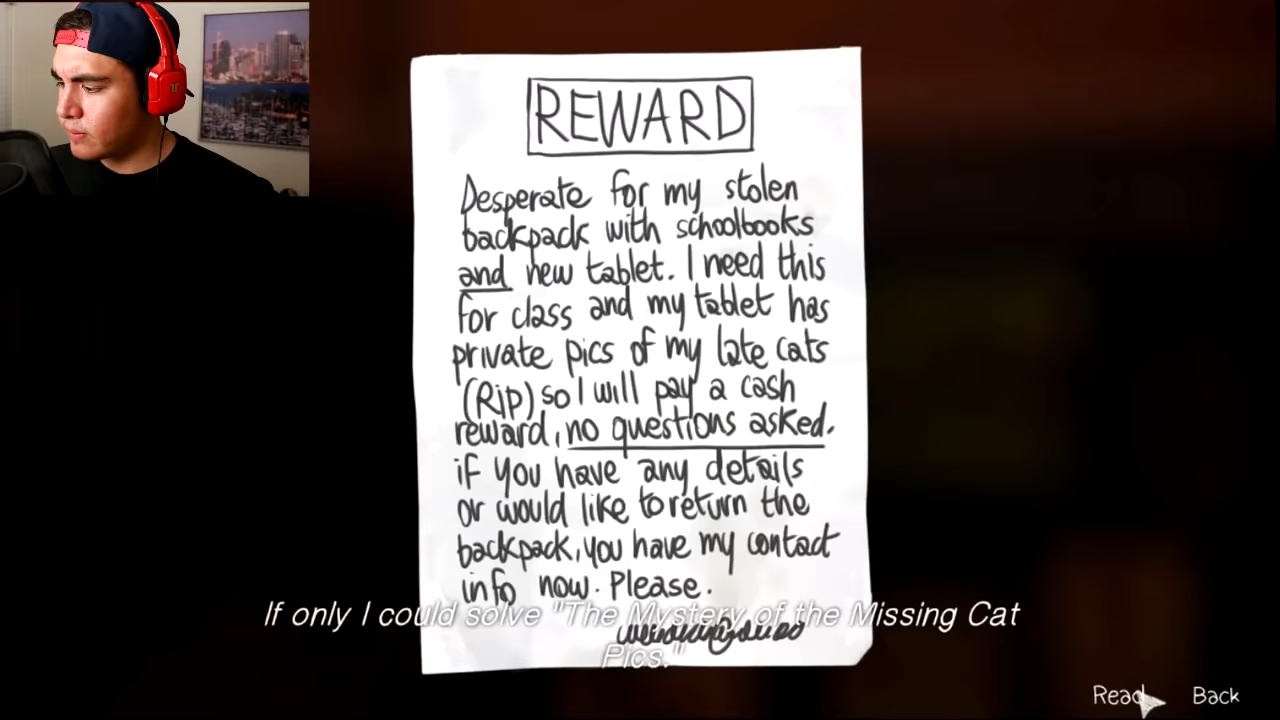 REWARD
Desperate for my stolen
backpack with schoolbooks
and new tablet. I need this
for class and my tablet has
private pics of my late cats
(RiP) so I will pay a cash
reward, no questions asked.
if you have any details
or would like to return the
backpack, you have my contact
info now. Please.
If only I could solve "The Mystery of the Missing Cat
Pics."
Read
Back